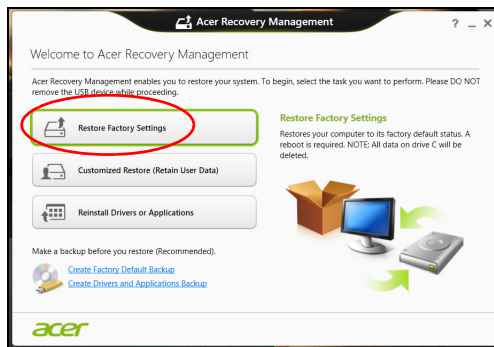 Acer Recovery Management
? _ X
Welcome to Acer Recovery Management
Acer Recovery Management enables you to restore your system. To begin, select the task you want to perform. Please DO NOT
remove the USB device while proceeding.
Restore Factory Settings
Customized Restore (Retain User Data)
Reinstall Drivers or Applications
Restore Factory Settings
Restores your computer to its factory default status. A
reboot is required. NOTE: All data on drive C will be
deleted.
Make a backup before you restore (Recommended).
Create Factory Default Backup
Create Drivers and Applications Backup
acer